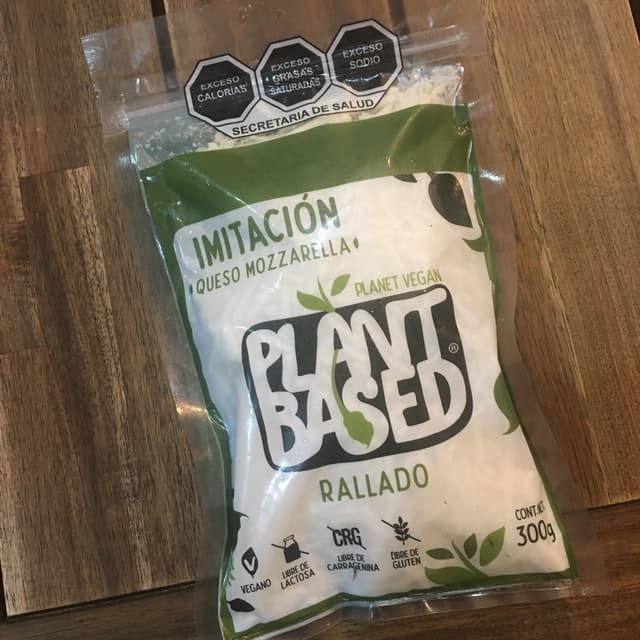 EXCESO
CALORÍAS
EXCESO
GRASAS
SATURADAS
EXCESO
SODIO
SECRETARÍA DE SALUD
IMITACIÓN
QUESO MOZZARELLA
PLANET VEGAN
PLANT
BASED®
RALLADO
VEGANO
LIBRE DE
LACTOSA
CRG
LIBRE DE
CARRAGENINA
LIBRE DE
GLUTEN
CONT. NET
300g